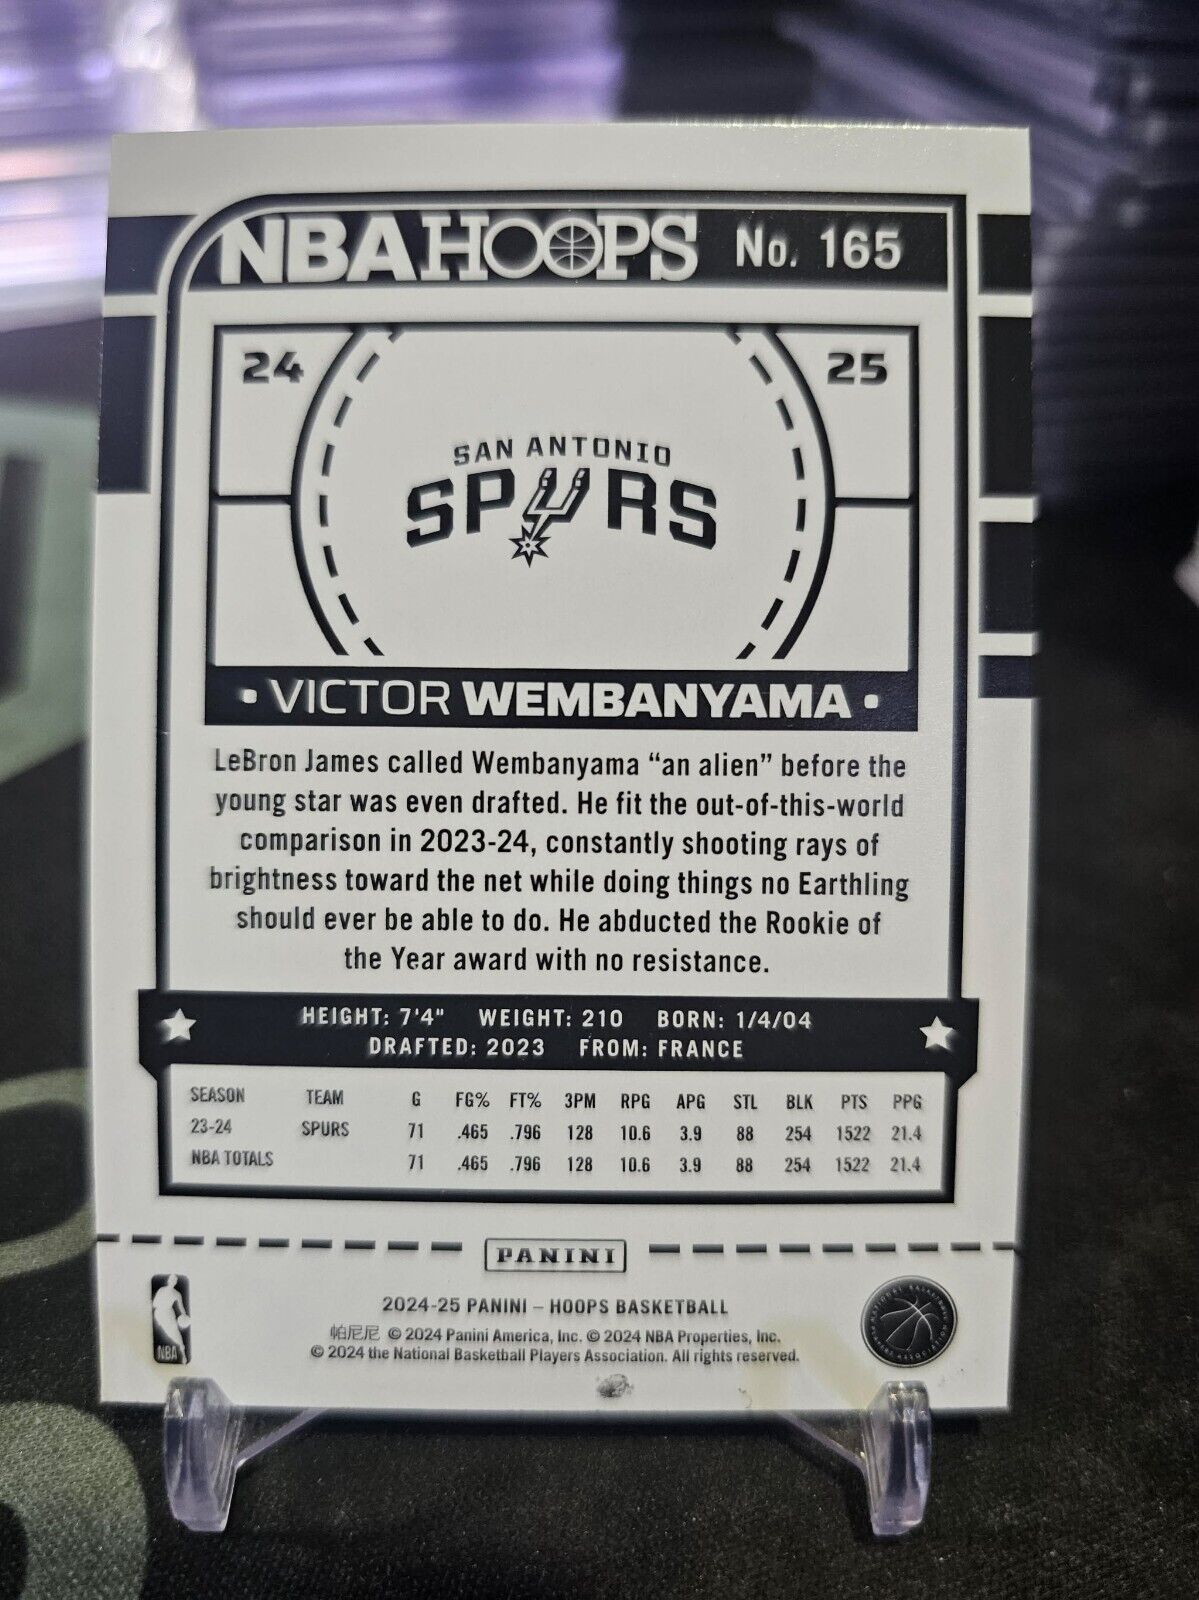 NBA HOOPS No. 165
24 25
SAN ANTONIO
SPURS
• VICTOR WEMBANYAMA •
LeBron James called Wembanyama “an alien” before the
young star was even drafted. He fit the out-of-this-world
comparison in 2023-24, constantly shooting rays of
brightness toward the net while doing things no Earthling
should ever be able to do. He abducted the Rookie of
the Year award with no resistance.
HEIGHT: 7'4" WEIGHT: 210 BORN: 1/4/04
DRAFTED: 2023 FROM: FRANCE
SEASON TEAM G FG% FT% 3PM RPG APG STL BLK PTS PPG
23-24 SPURS 71 .465 .796 128 10.6 3.9 88 254 1522 21.4
NBA TOTALS 71 .465 .796 128 10.6 3.9 88 254 1522 21.4
PANINI
2024-25 PANINI – HOOPS BASKETBALL
帕尼尼 © 2024 Panini America, Inc. © 2024 NBA Properties, Inc.
© 2024 the National Basketball Players Association. All rights reserved.
NBA
NATIONAL BASKETBALL
PLAYERS ASSOCIATION